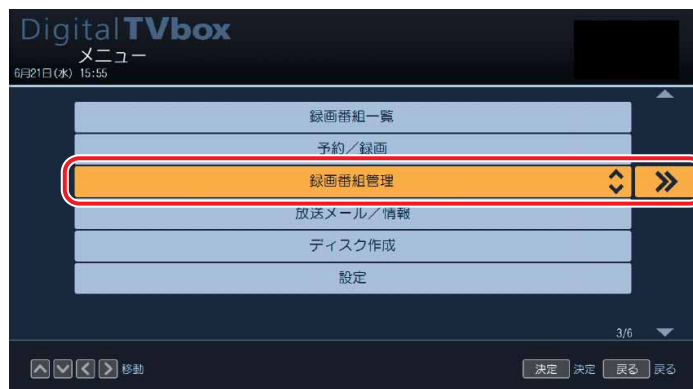 DigitalTVbox
メニュー
6月21日(水) 15:55
録画番組一覧
予約／録画
録画番組管理
放送メール／情報
ディスク作成
設定
3/6
移動 決定 決定 戻る 戻る